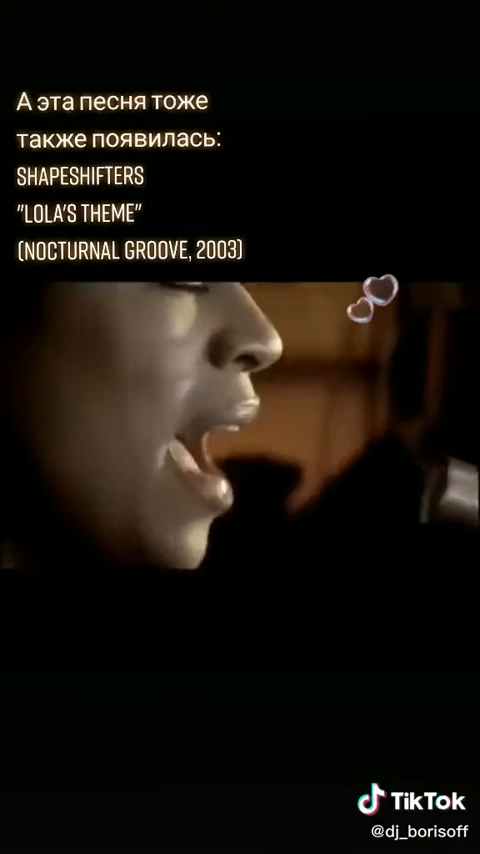 А эта песня тоже
также появилась:
SHAPESHIFTERS
"LOLA'S THEME"
(NOCTURNAL GROOVE, 2003)
TikTok
@dj_borisoff